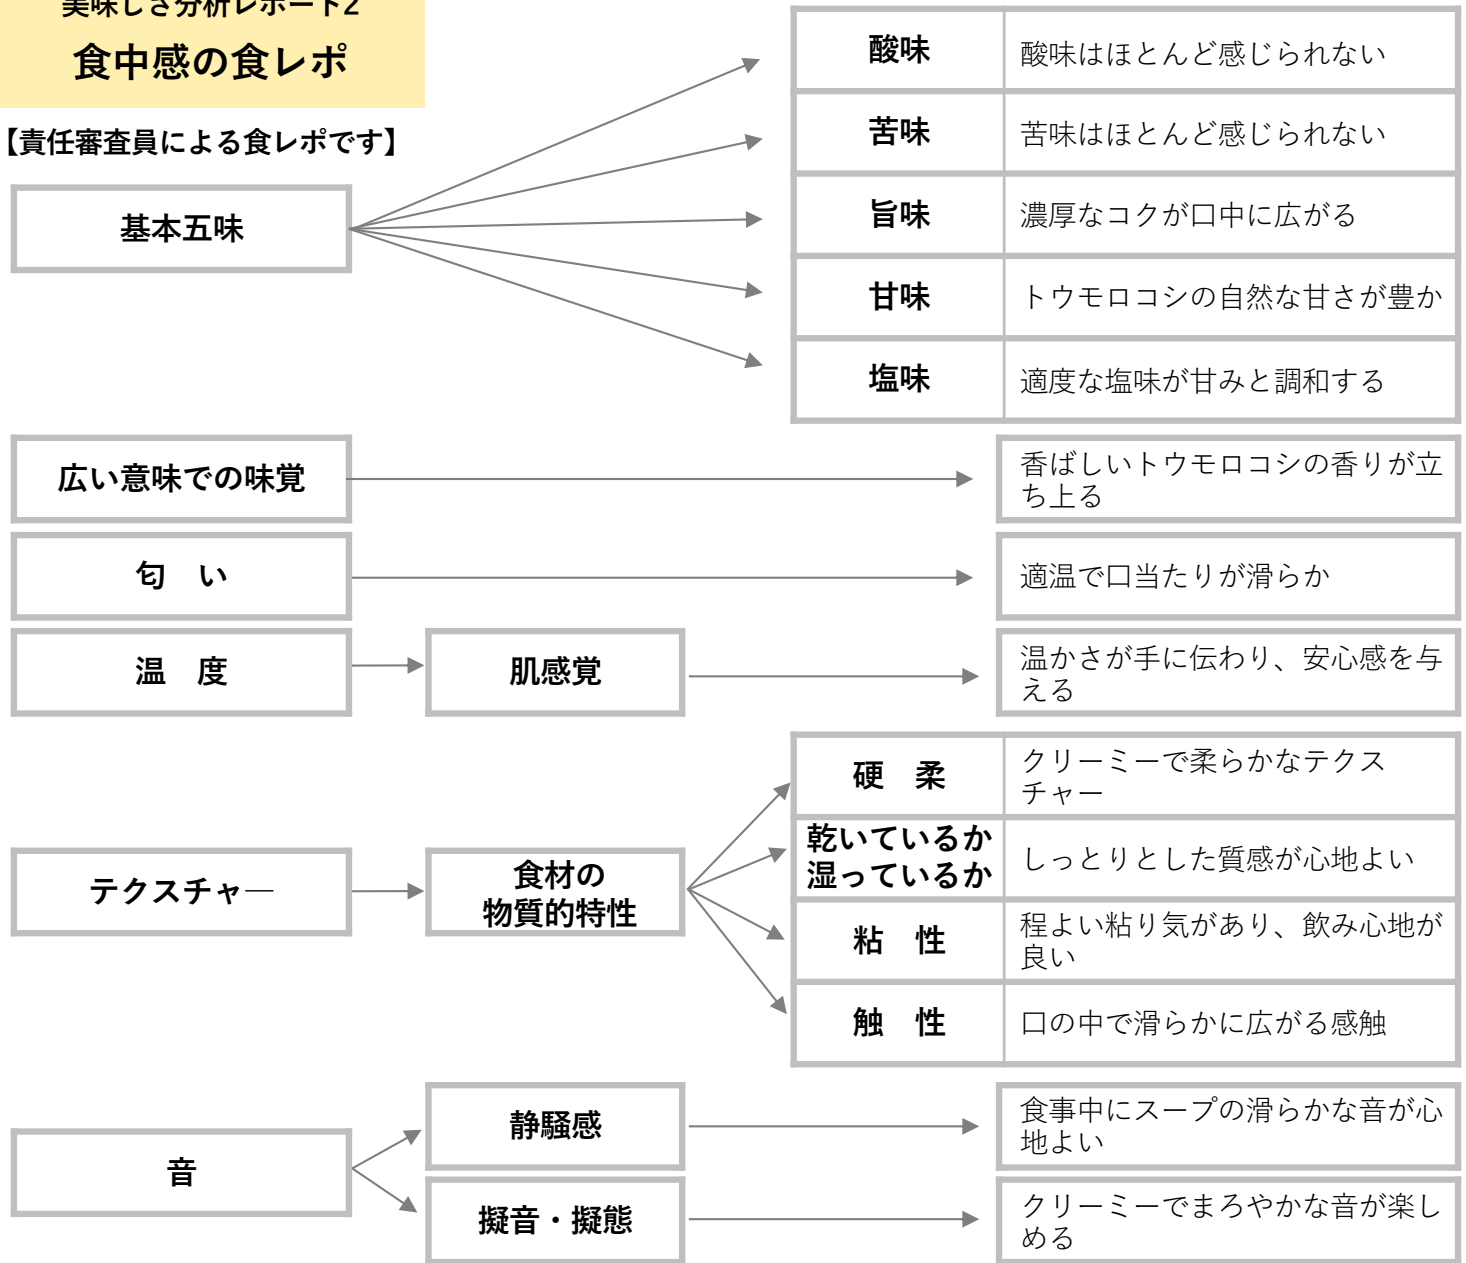 美味しさ分析レポート2
食中感の食レポ
【責任審査員による食レポです】
基本五味
酸味
酸味はほとんど感じられない
苦味
苦味はほとんど感じられない
旨味
濃厚なコクが口中に広がる
甘味
トウモロコシの自然な甘さが豊か
塩味
適度な塩味が甘みと調和する
広い意味での味覚
香ばしいトウモロコシの香りが立
ち上る
匂　い
適温で口当たりが滑らか
温　度
肌感覚
温かさが手に伝わり、安心感を与
える
テクスチャ―
食材の
物質的特性
硬　柔
クリーミーで柔らかなテクス
チャー
乾いているか
湿っているか
しっとりとした質感が心地よい
粘　性
程よい粘り気があり、飲み心地が
良い
触　性
口の中で滑らかに広がる感触
音
静騒感
食事中にスープの滑らかな音が心
地よい
擬音・擬態
クリーミーでまろやかな音が楽し
める